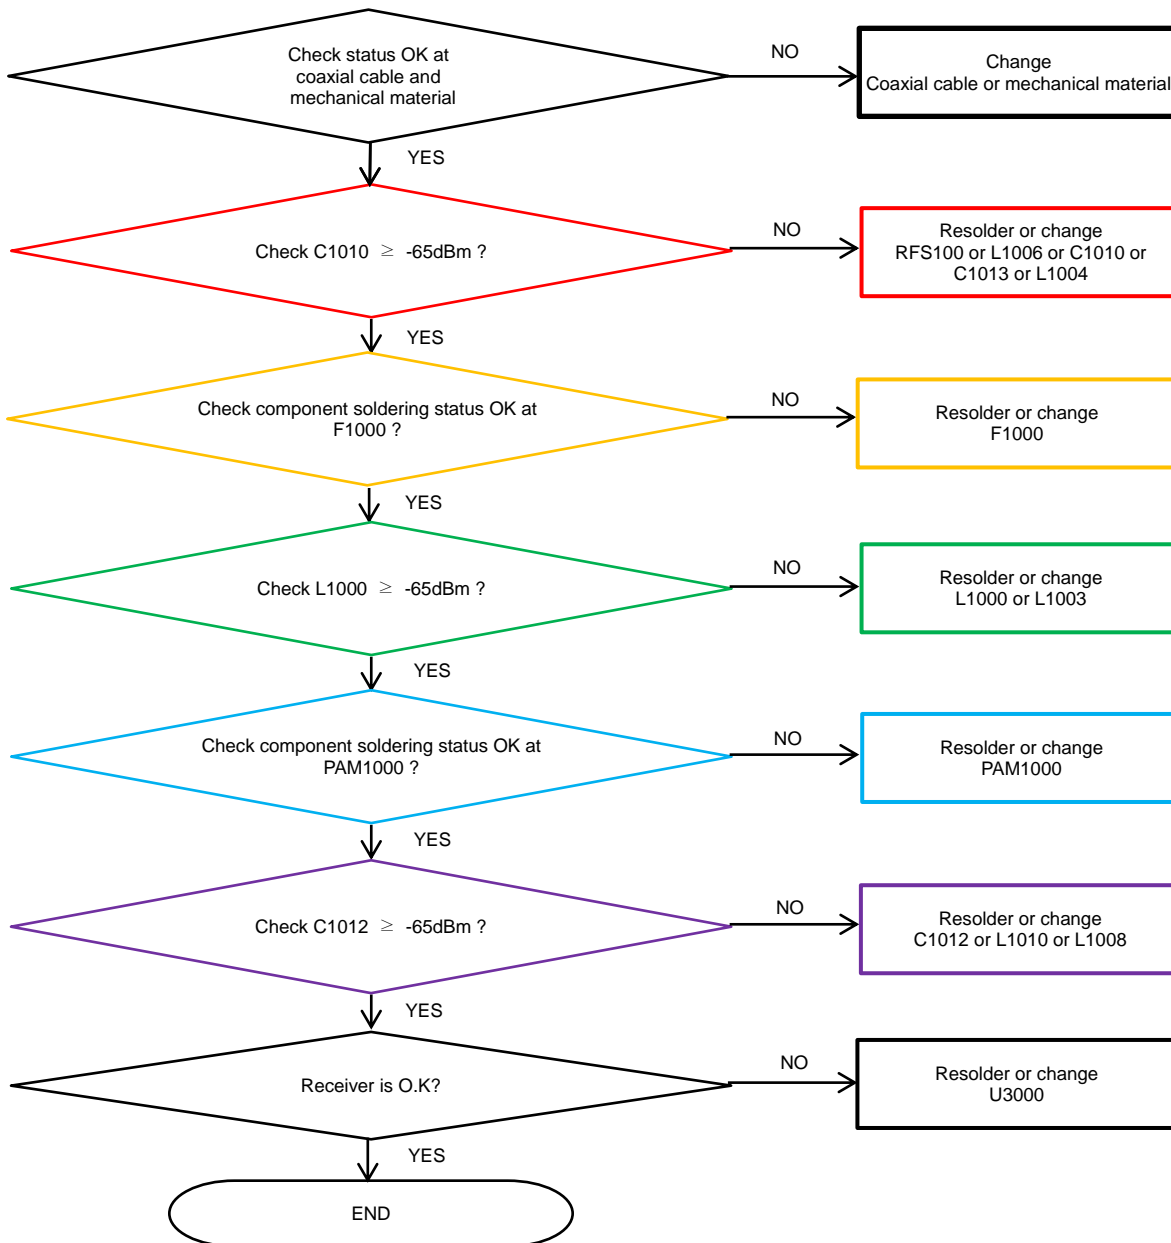 Check status OK at
coaxial cable and
mechanical material
NO
Change
Coaxial cable or mechanical material
YES
Check C1010 ≥ -65dBm ?
NO
Resolder or change
RFS100 or L1006 or C1010 or
C1013 or L1004
YES
Check component soldering status OK at
F1000 ?
NO
Resolder or change
F1000
YES
Check L1000 ≥ -65dBm ?
NO
Resolder or change
L1000 or L1003
YES
Check component soldering status OK at
PAM1000 ?
NO
Resolder or change
PAM1000
YES
Check C1012 ≥ -65dBm ?
NO
Resolder or change
C1012 or L1010 or L1008
YES
Receiver is O.K?
NO
Resolder or change
U3000
YES
END